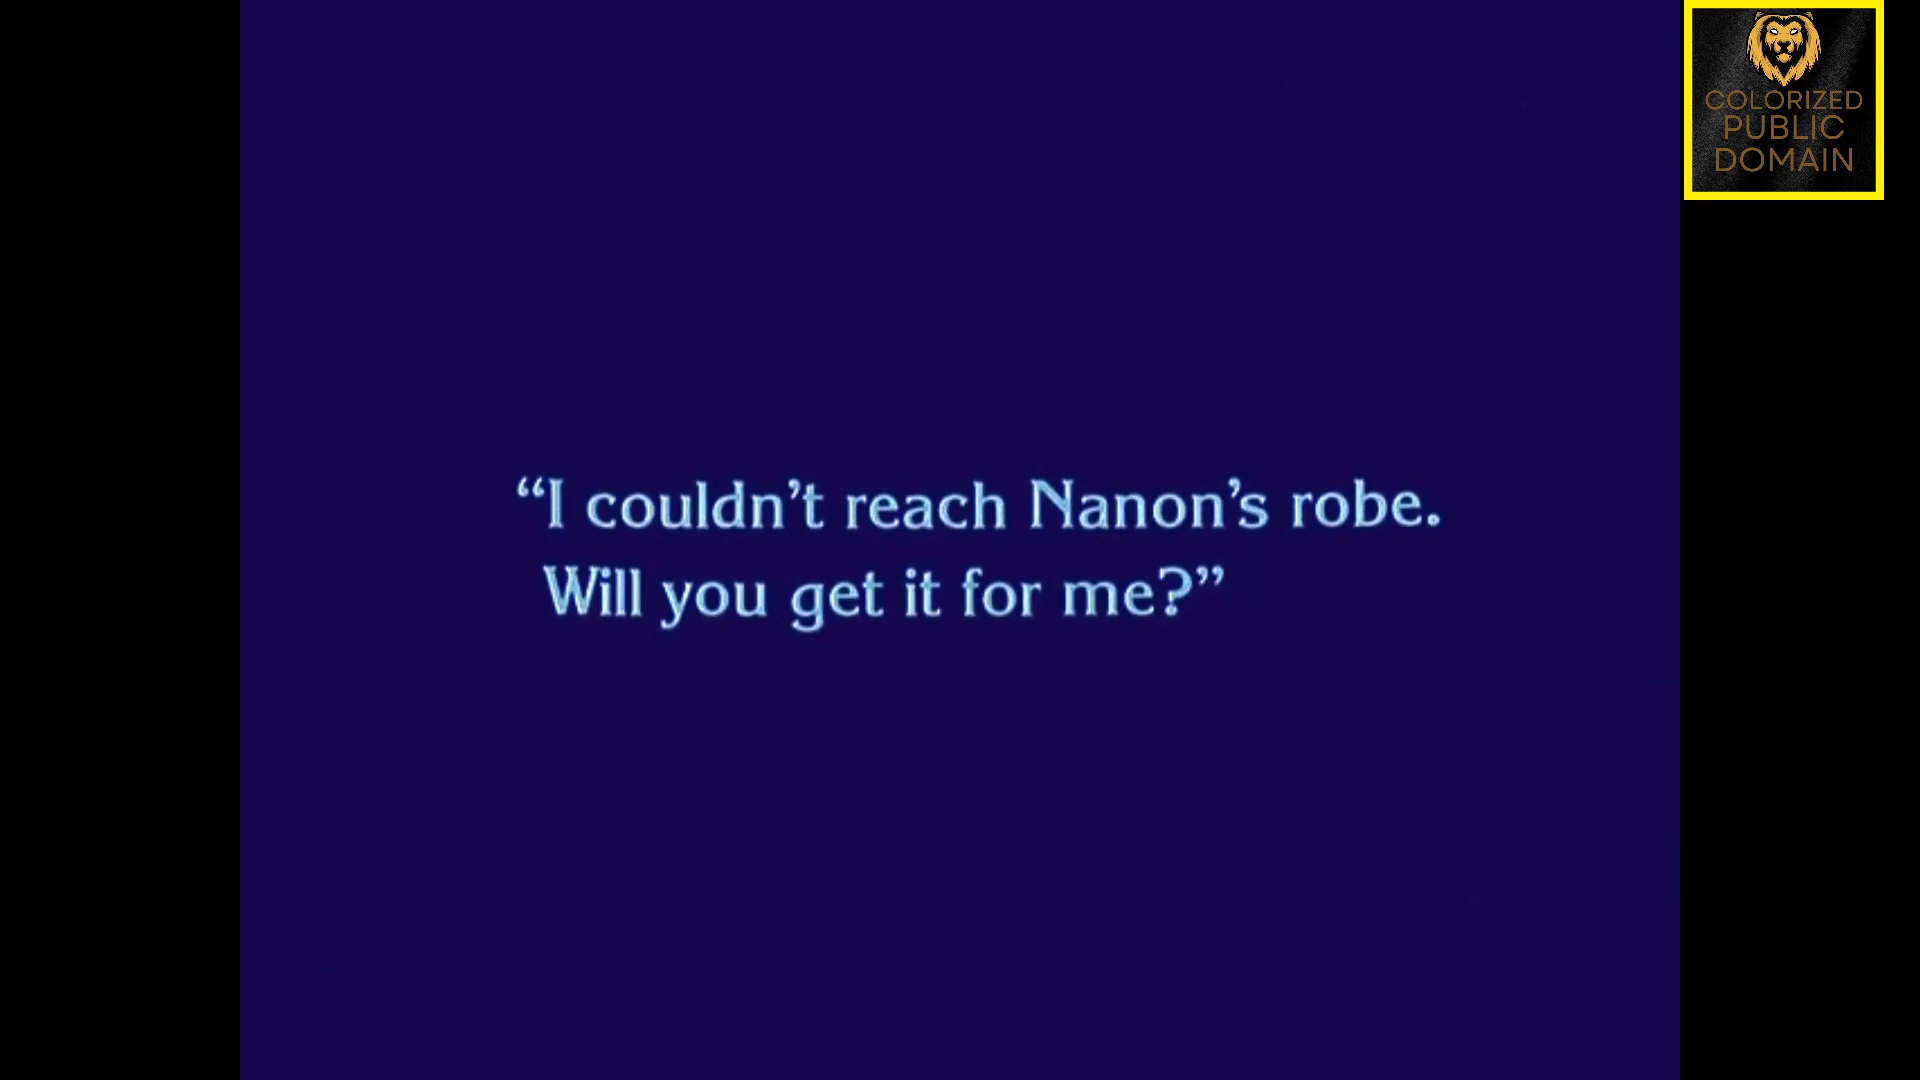 COLORIZED
PUBLIC
DOMAIN
“I couldn’t reach Nanon’s robe.
Will you get it for me?”